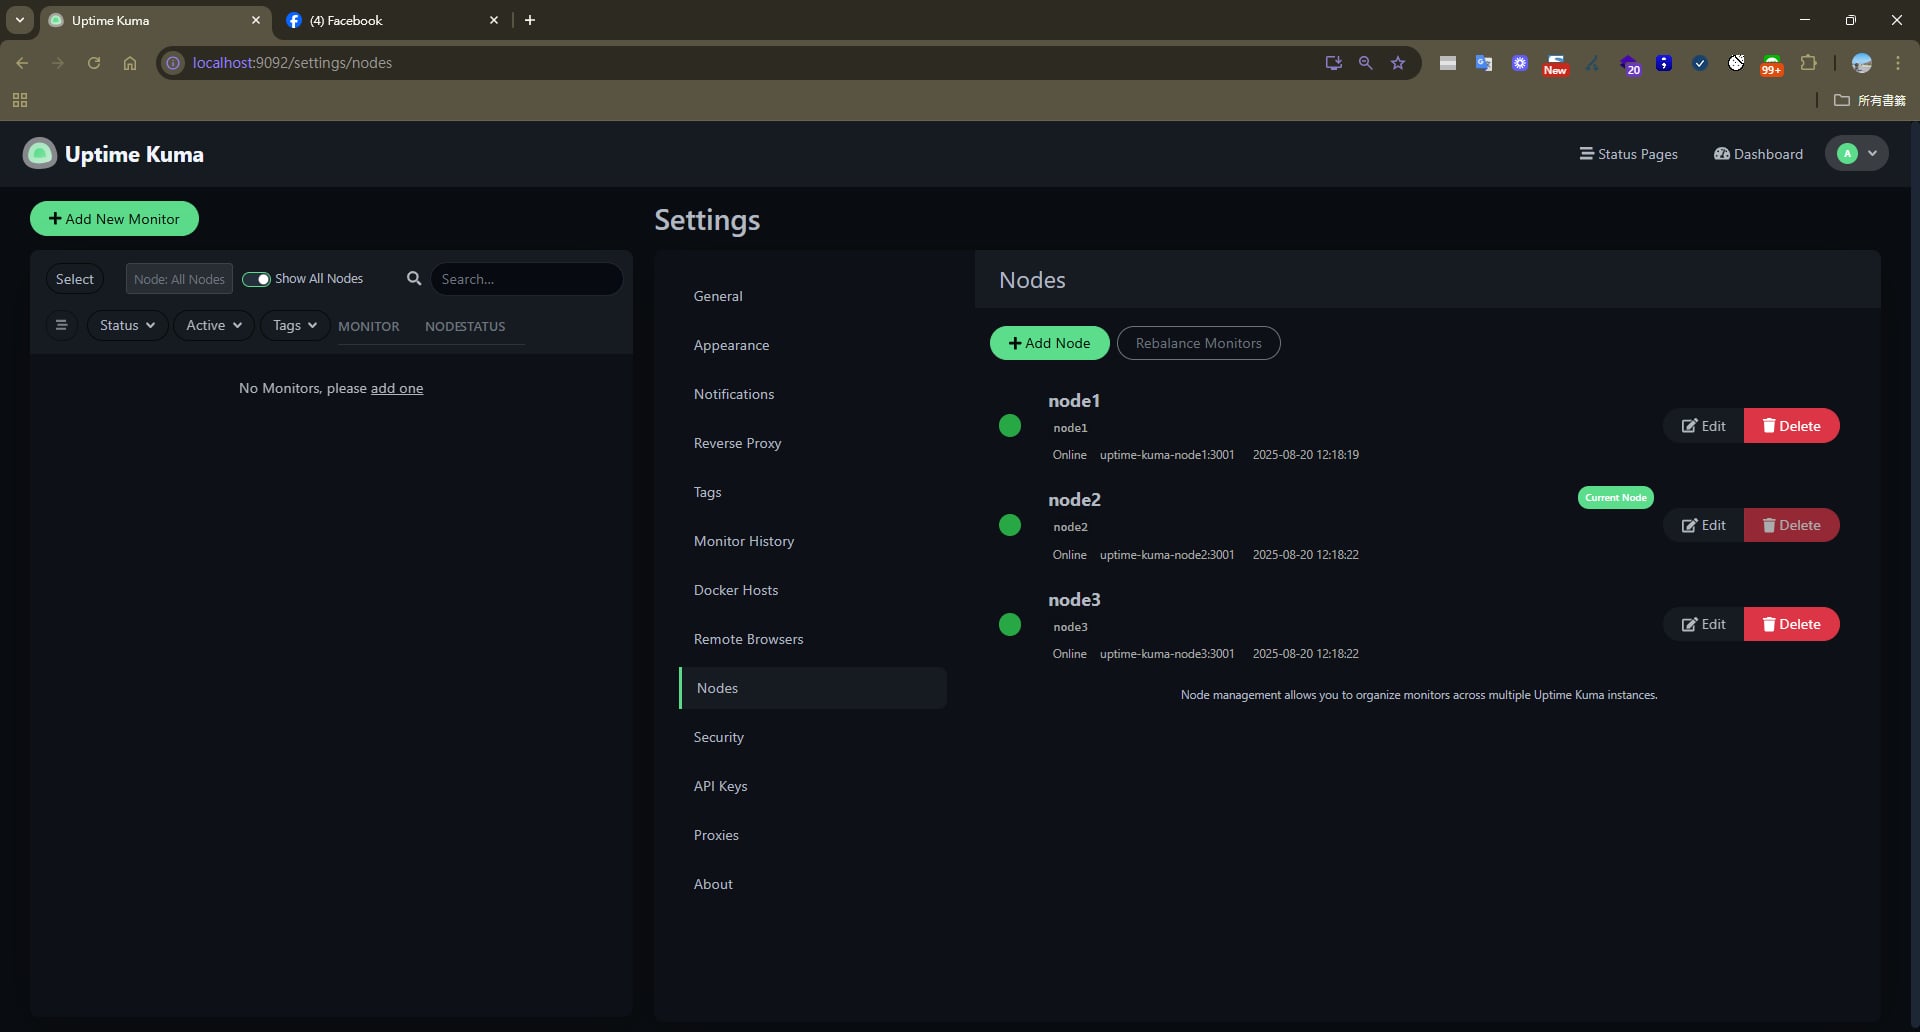 Uptime Kuma
(4) Facebook
localhost:9092/settings/nodes
New
20
99+
所有書籤
Uptime Kuma
Status Pages
Dashboard
A
Add New Monitor
Select
Node: All Nodes
Show All Nodes
Search...
Status
Active
Tags
MONITOR
NODE
STATUS
No Monitors, please add one
Settings
General
Appearance
Notifications
Reverse Proxy
Tags
Monitor History
Docker Hosts
Remote Browsers
Nodes
Security
API Keys
Proxies
About
Nodes
Add Node
Rebalance Monitors
node1
node1
Online uptime-kuma-node1:3001 2025-08-20 12:18:19
Edit
Delete
node2
Current Node
node2
Online uptime-kuma-node2:3001 2025-08-20 12:18:22
Edit
Delete
node3
node3
Online uptime-kuma-node3:3001 2025-08-20 12:18:22
Edit
Delete
Node management allows you to organize monitors across multiple Uptime Kuma instances.